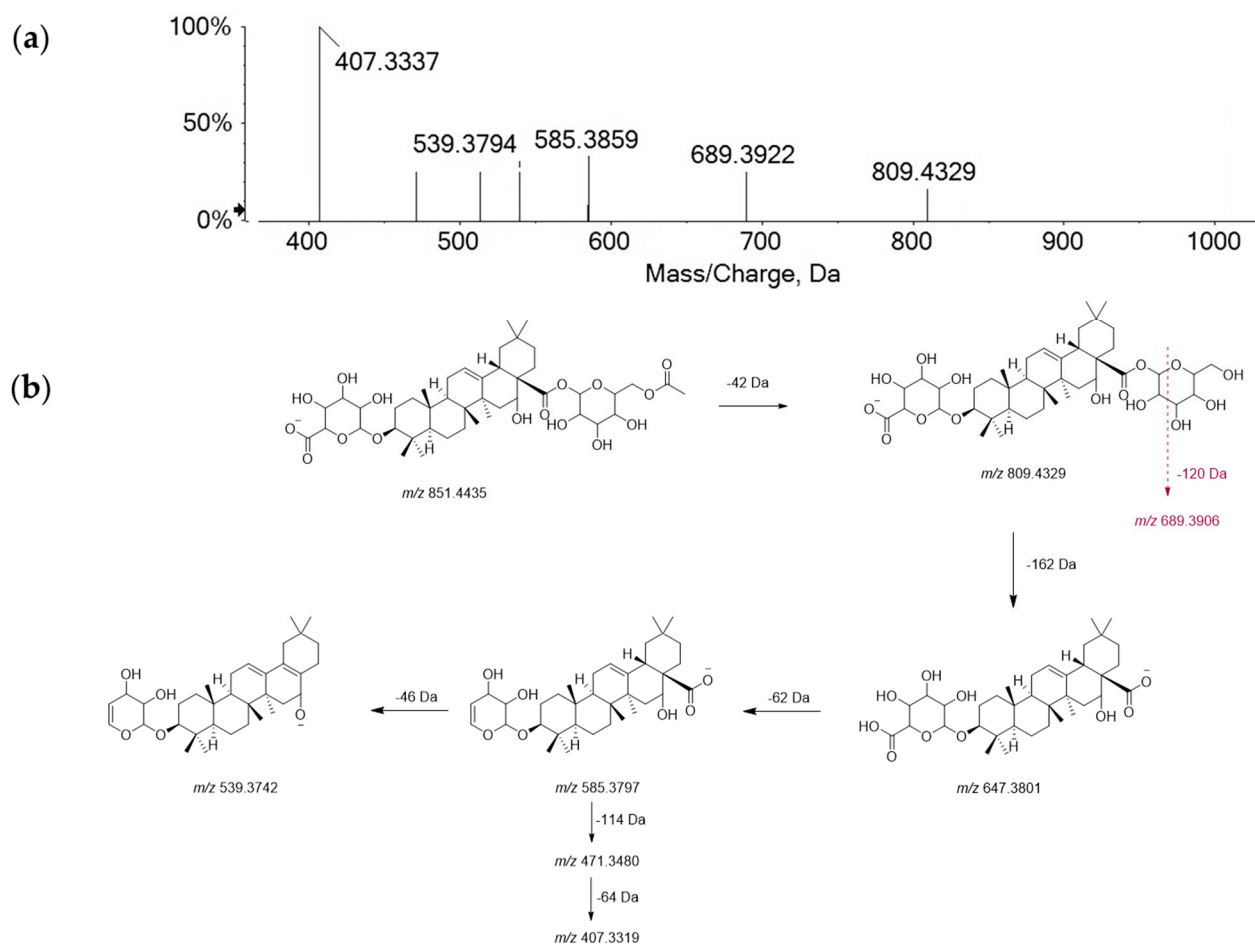 (a)
100%
50%
0%
407.3337
539.3794
585.3859
689.3922
809.4329
400 500 600 700 800 900 1000
Mass/Charge, Da
(b)
m/z 851.4435
-42 Da
m/z 809.4329
-120 Da
m/z 689.3906
-162 Da
m/z 647.3801
-62 Da
m/z 585.3797
-46 Da
m/z 539.3742
-114 Da
m/z 471.3480
-64 Da
m/z 407.3319